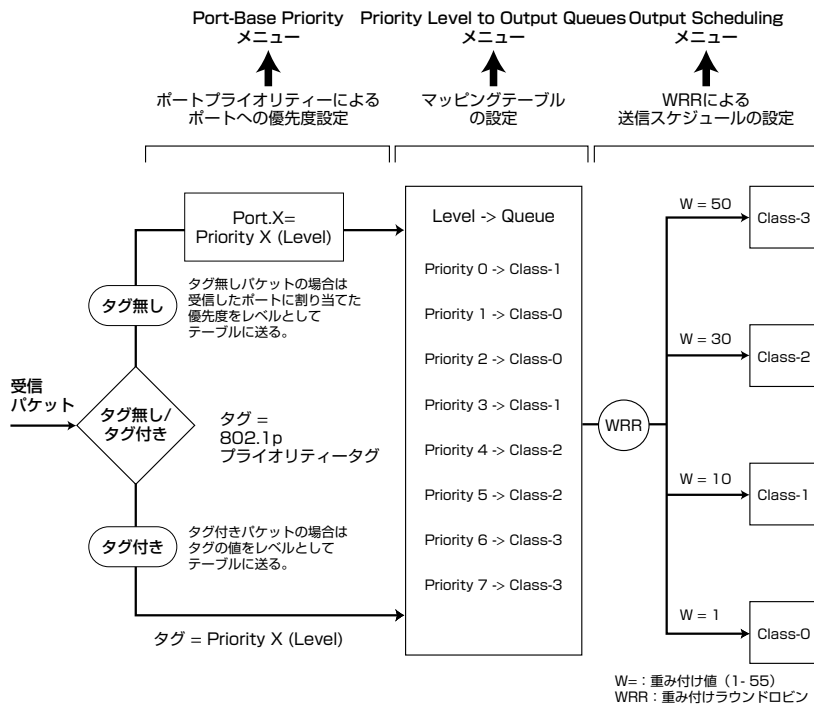 Port-Base Priority
メニュー
Priority Level to Output Queues
メニュー
Output Scheduling
メニュー
ポートプライオリティーによる
ポートへの優先度設定
マッピングテーブル
の設定
WRRによる
送信スケジュールの設定
Port.X=
Priority X (Level)
タグ無し
タグ無しパケットの場合は
受信したポートに割り当てた
優先度をレベルとして
テーブルに送る。
受信
パケット
タグ無し/
タグ付き
タグ =
802.1p
プライオリティータグ
タグ付き
タグ付きパケットの場合は
タグの値をレベルとして
テーブルに送る。
タグ = Priority X (Level)
Level -> Queue
Priority 0 -> Class-1
Priority 1 -> Class-0
Priority 2 -> Class-0
Priority 3 -> Class-1
Priority 4 -> Class-2
Priority 5 -> Class-2
Priority 6 -> Class-3
Priority 7 -> Class-3
WRR
W = 50
Class-3
W = 30
Class-2
W = 10
Class-1
W = 1
Class-0
W=：重み付け値（1- 55）
WRR：重み付けラウンドロビン